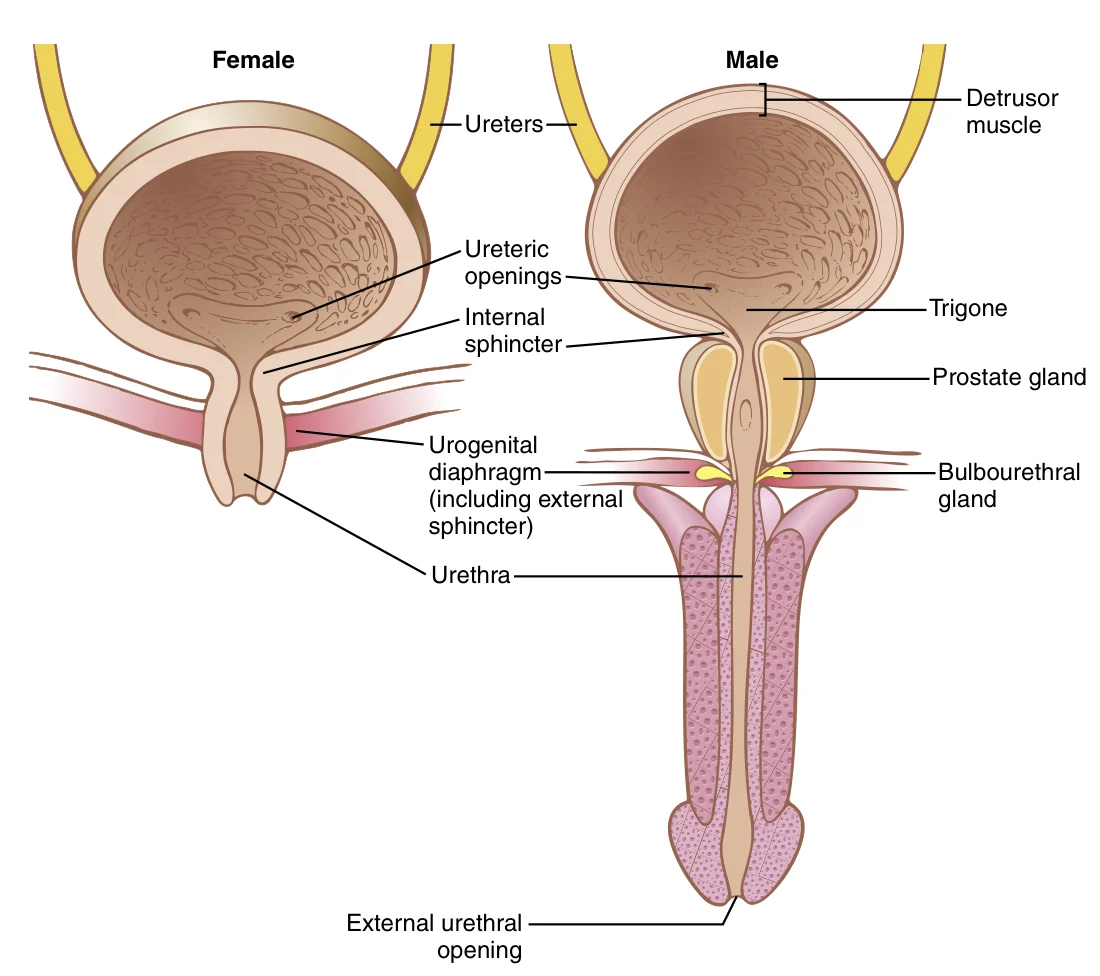 Female
Male
Ureters
Detrusor
muscle
Ureteric
openings
Internal
sphincter
Trigone
Prostate gland
Urogenital
diaphragm
(including external
sphincter)
Bulbourethral
gland
Urethra
External urethral
opening